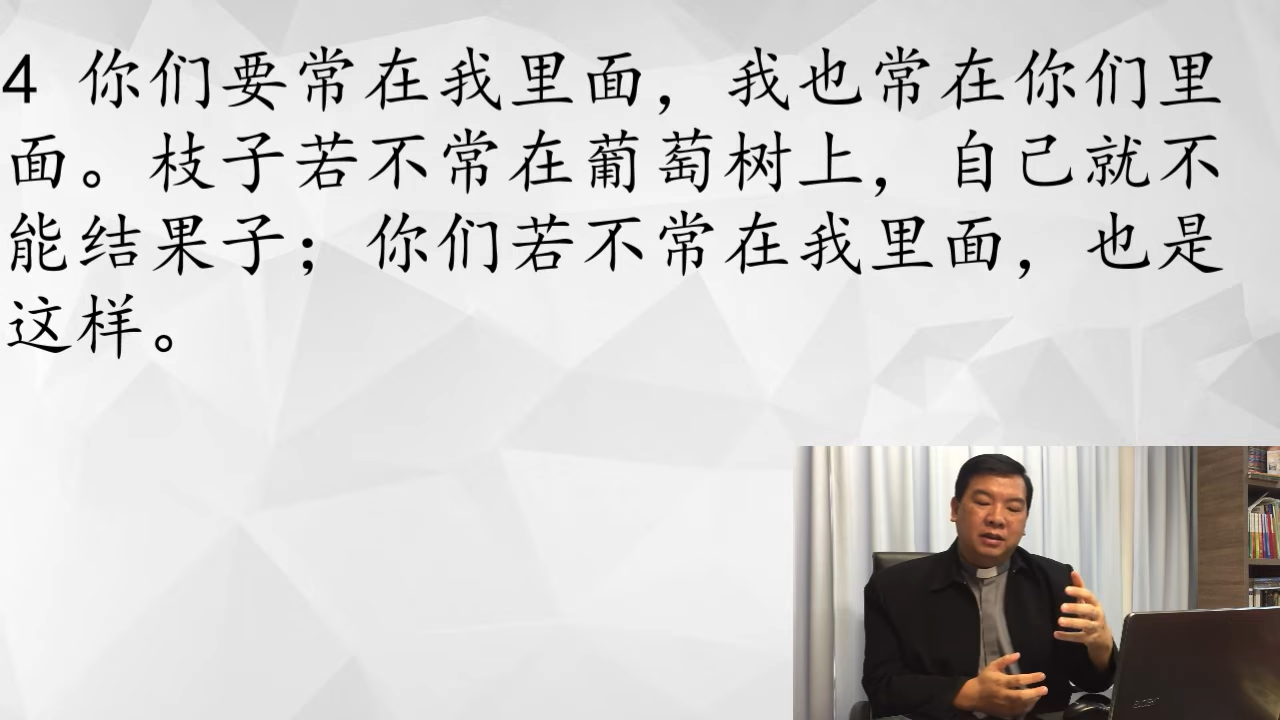 4 你们要常在我里面，我也常在你们里
面。枝子若不常在葡萄树上，自己就不
能结果子；你们若不常在我里面，也是
这样。
acer